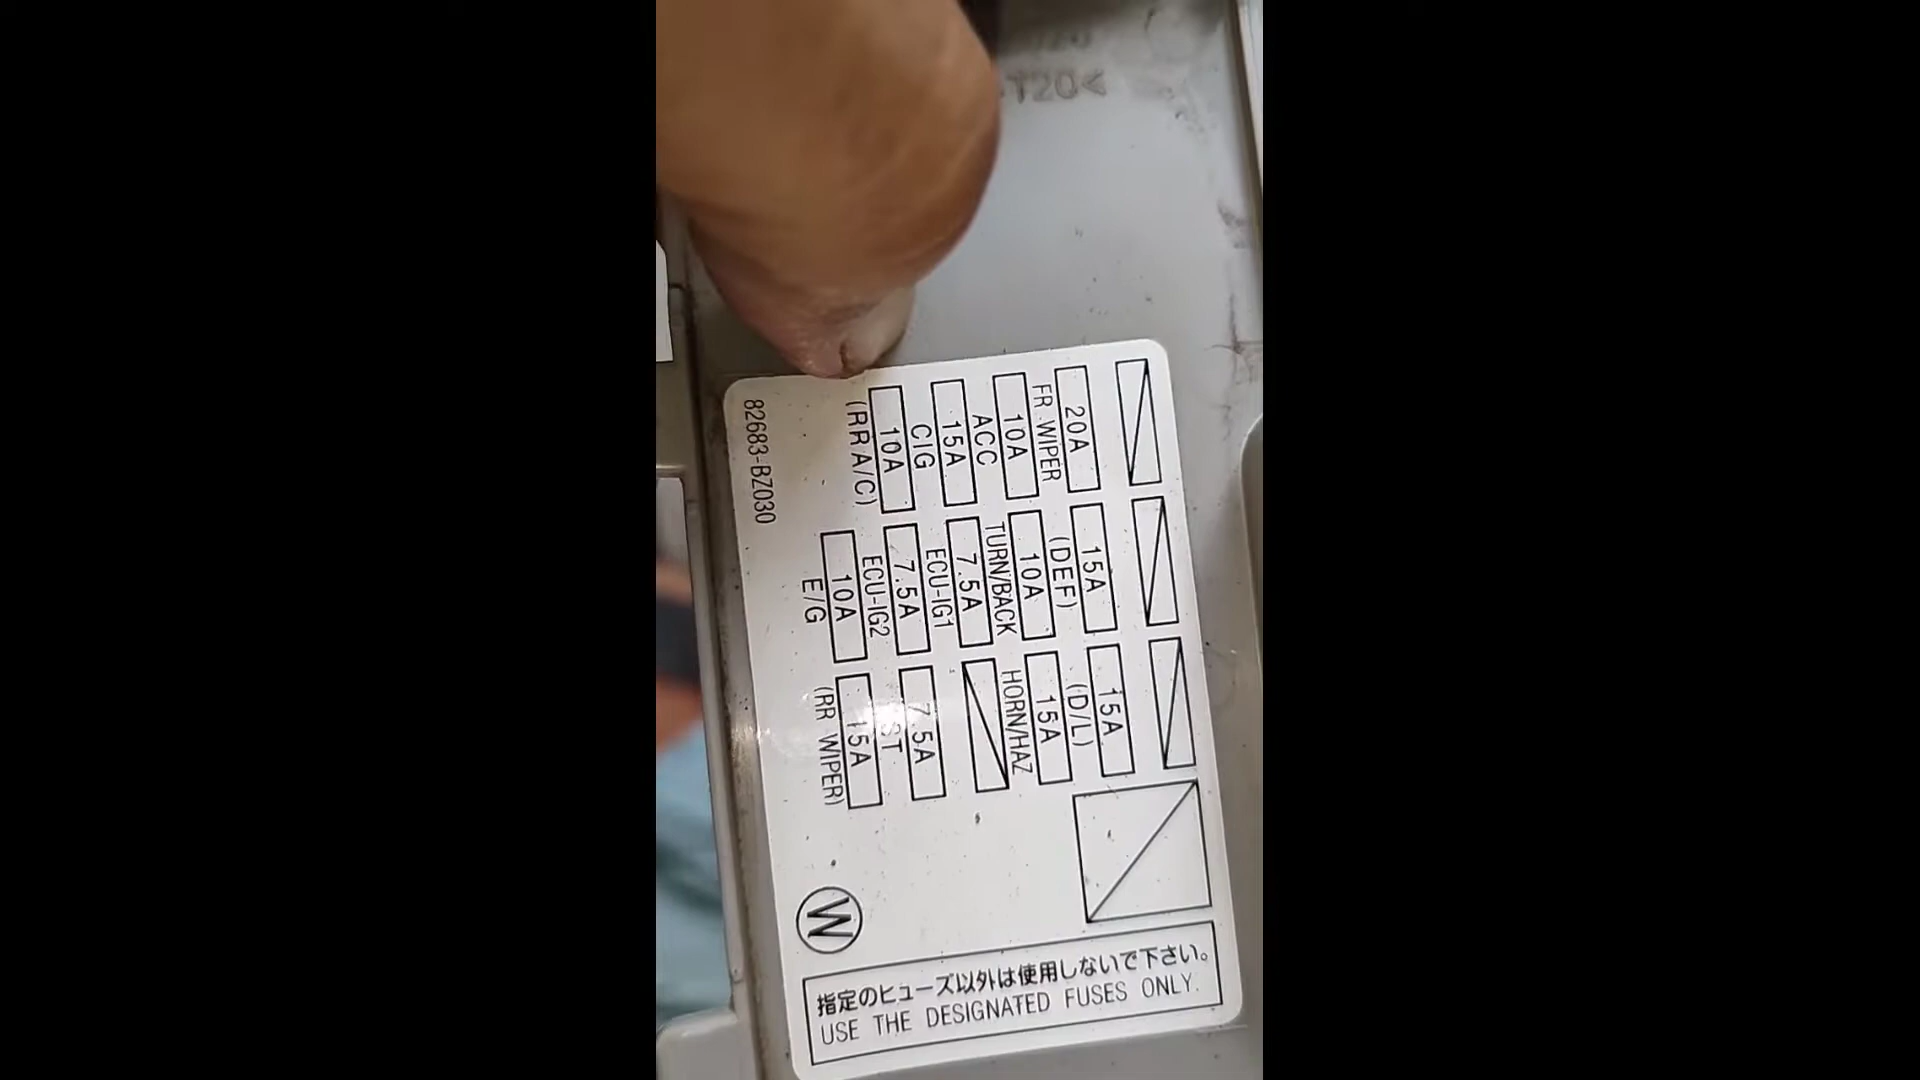 T20<
20A
FR WIPER
10A
ACC
15A
CIG
10A
(RR A/C)
15A
(DEF)
10A
TURN/BACK
7.5A
ECU-IG1
7.5A
ECU-IG2
10A
E/G
15A
(D/L)
15A
HORN/HAZ
7.5A
ST
15A
(RR WIPER)
82683-BZ030
W
指定のヒューズ以外は使用しないで下さい。
USE THE DESIGNATED FUSES ONLY.